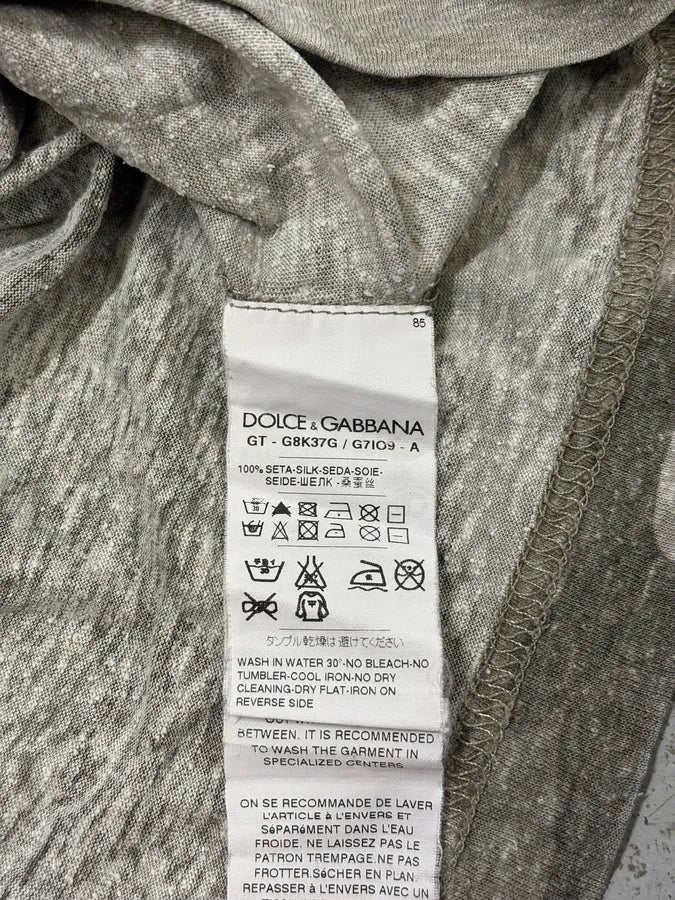 85
DOLCE & GABBANA
GT - G8K37G / G7IO9 - A
100% SETA-SILK-SEDA-SOIE-
SEIDE-ШЕЛК -桑蚕丝
タンブル乾燥は避けてください
WASH IN WATER 30°-NO BLEACH-NO
TUMBLER-COOL IRON-NO DRY
CLEANING-DRY FLAT-IRON ON
REVERSE SIDE
BETWEEN. IT IS RECOMMENDED
TO WASH THE GARMENT IN
SPECIALIZED CENTERS.
ON SE RECOMMANDE DE LAVER
L'ARTICLE à L'ENVERS ET
SéPARéMENT DANS L'EAU
FROIDE. NE LAISSEZ PAS LE
PATRON TREMPAGE.NE PAS
FROTTER.SéCHER EN PLAT.
REPASSER à L'ENVERS AVEC UN